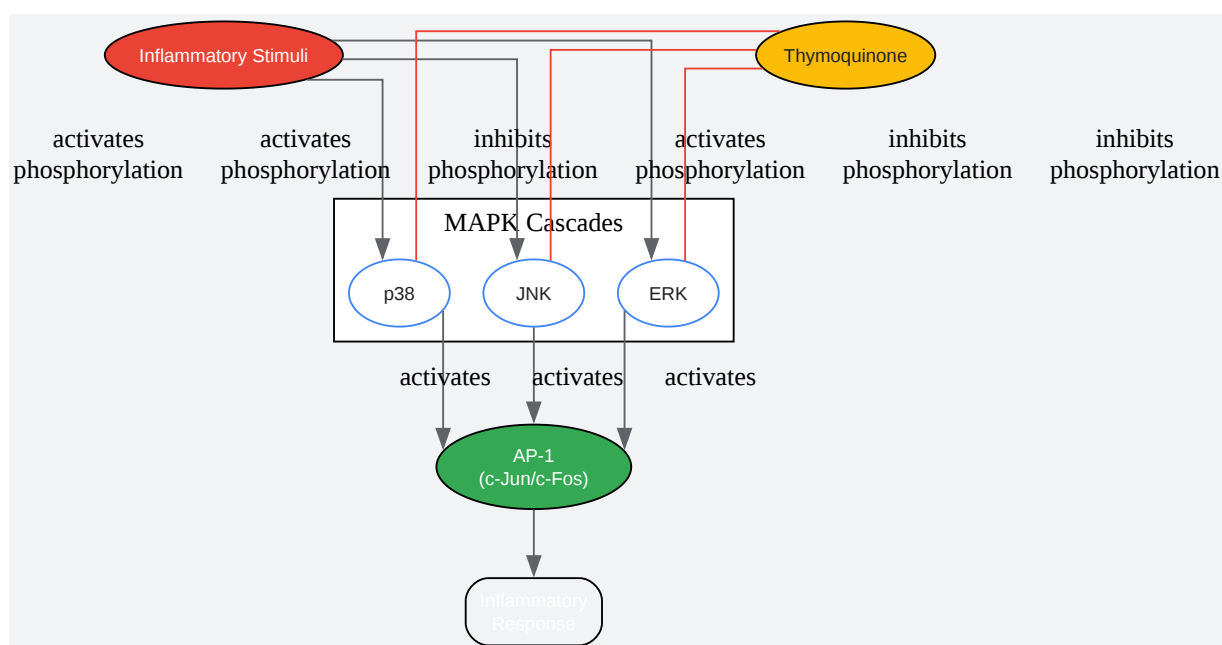 Inflammatory Stimuli
Thymoquinone
activates
phosphorylation
activates
phosphorylation
inhibits
phosphorylation
activates
phosphorylation
inhibits
phosphorylation
inhibits
phosphorylation
MAPK Cascades
p38
JNK
ERK
activates
activates
activates
AP-1
(c-Jun/c-Fos)
Inflammatory
Response